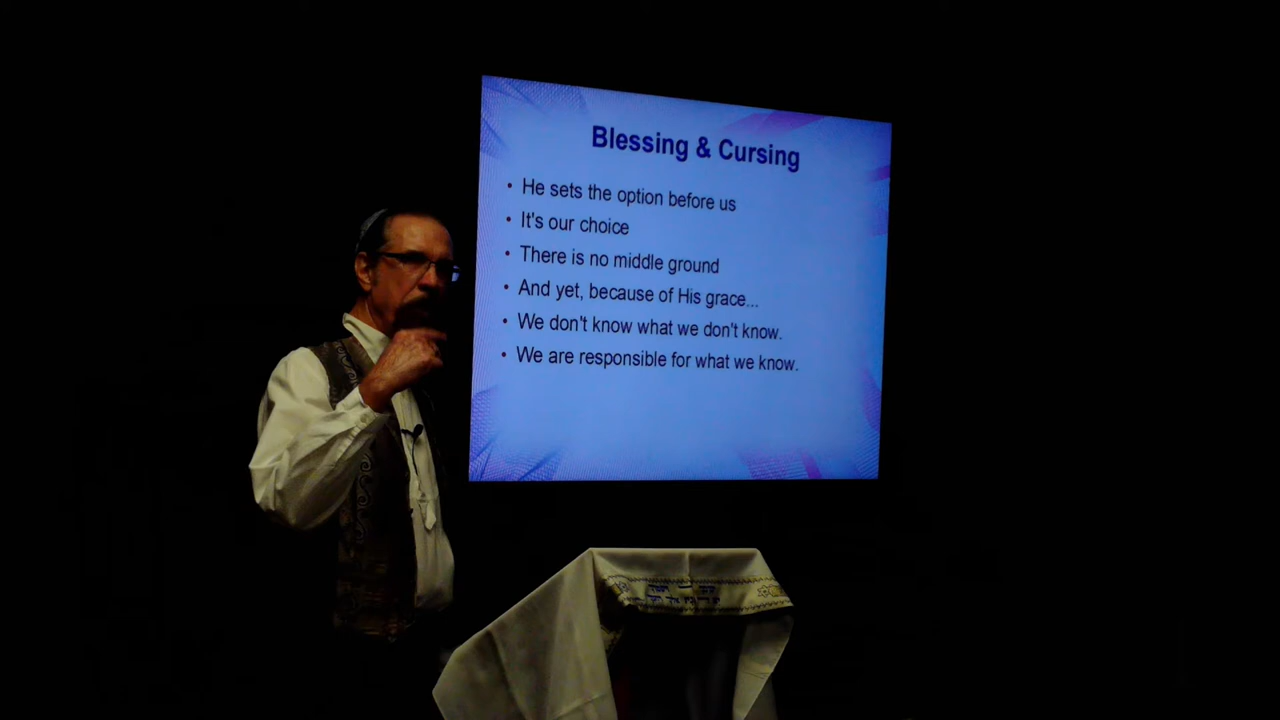 Blessing & Cursing
• He sets the option before us
• It's our choice
• There is no middle ground
• And yet, because of His grace...
• We don't know what we don't know.
• We are responsible for what we know.